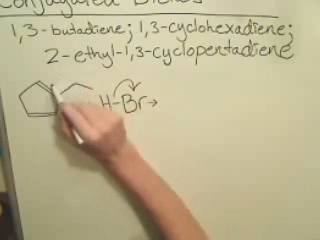 Conjugated Dienes
1,3-butadiene; 1,3-cyclohexadiene;
2-ethyl-1,3-cyclopentadiene
H-Br→